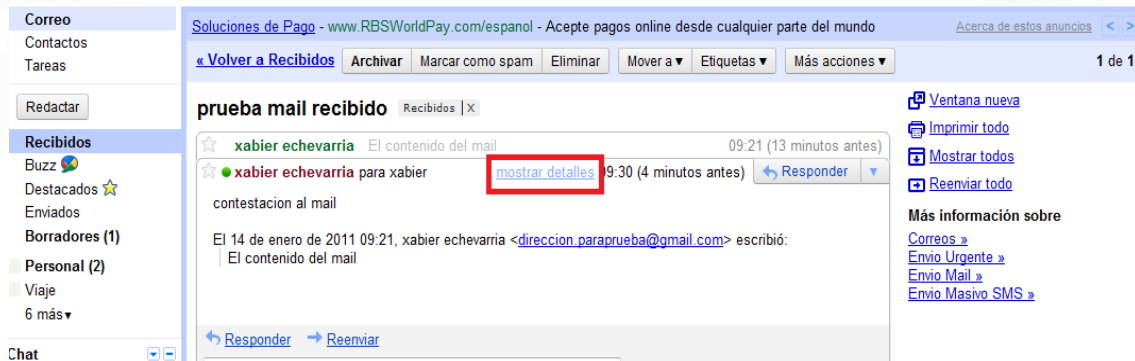 Correo
Contactos
Tareas
Redactar
Recibidos
Buzz
Destacados
Enviados
Borradores (1)
Personal (2)
Viaje
6 más▾
Chat
Soluciones de Pago - www.RBSWorldPay.com/espanol - Acepte pagos online desde cualquier parte del mundo
Acerca de estos anuncios < >
« Volver a Recibidos Archivar Marcar como spam Eliminar Mover a ▾ Etiquetas ▾ Más acciones ▾ 1 de 1
prueba mail recibido Recibidos | X
xabier echevarria El contenido del mail 09:21 (13 minutos antes)
xabier echevarria para xabier mostrar detalles 09:30 (4 minutos antes) Responder ▾
contestacion al mail
El 14 de enero de 2011 09:21, xabier echevarria <direccion.paraprueba@gmail.com> escribió:
El contenido del mail
Responder Reenviar
Ventana nueva
Imprimir todo
Mostrar todos
Reenviar todo
Más información sobre
Correos »
Envio Urgente »
Envio Mail »
Envio Masivo SMS »